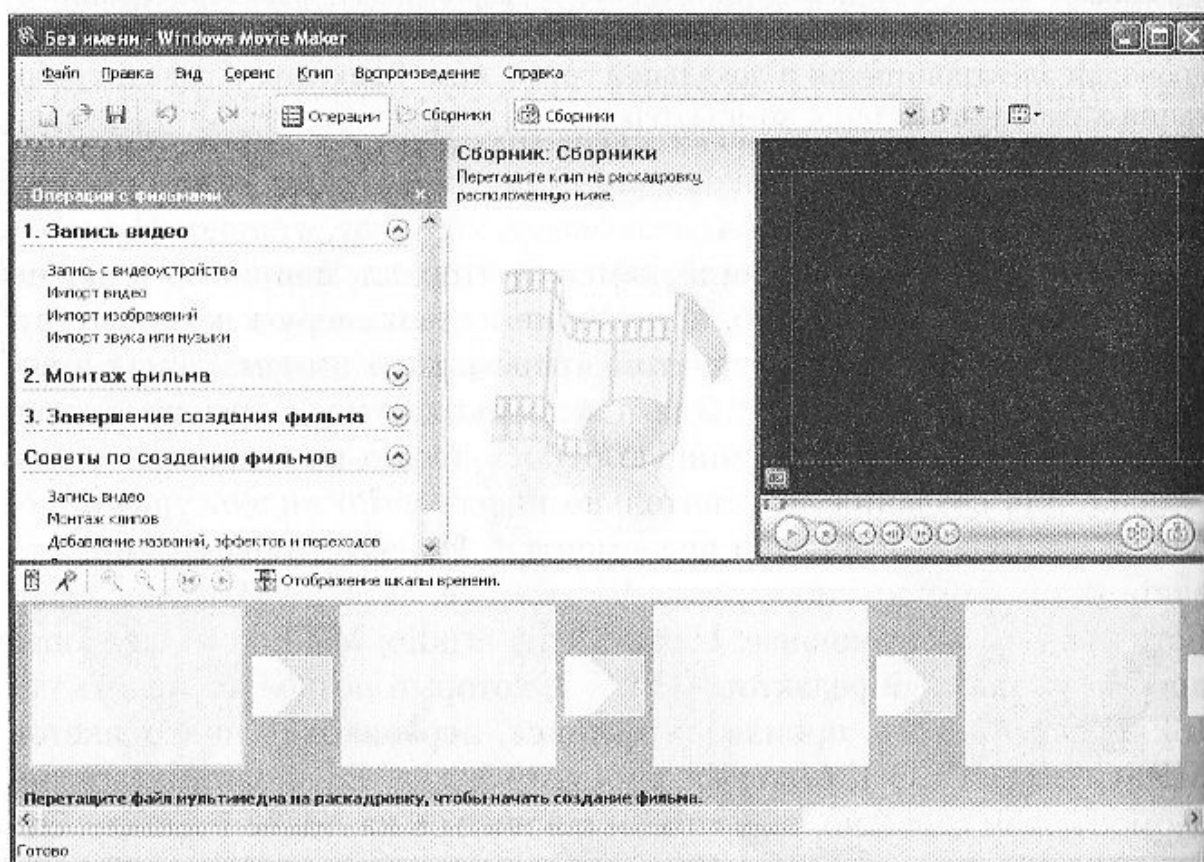 Без имени - Windows Movie Maker
Файл Правка Вид Сервис Клип Воспроизведение Справка
Операции Сборники Сборники
Операции с фильмами
1. Запись видео
Запись с видеоустройства
Импорт видео
Импорт изображений
Импорт звука или музыки
2. Монтаж фильма
3. Завершение создания фильма
Советы по созданию фильмов
Запись видео
Монтаж клипов
Добавление названий, эффектов и переходов
Сборник: Сборники
Перетащите клип на раскадровку,
расположенную ниже.
Отображение шкалы времени.
Перетащите файл мультимедиа на раскадровку, чтобы начать создание фильма.
Готово